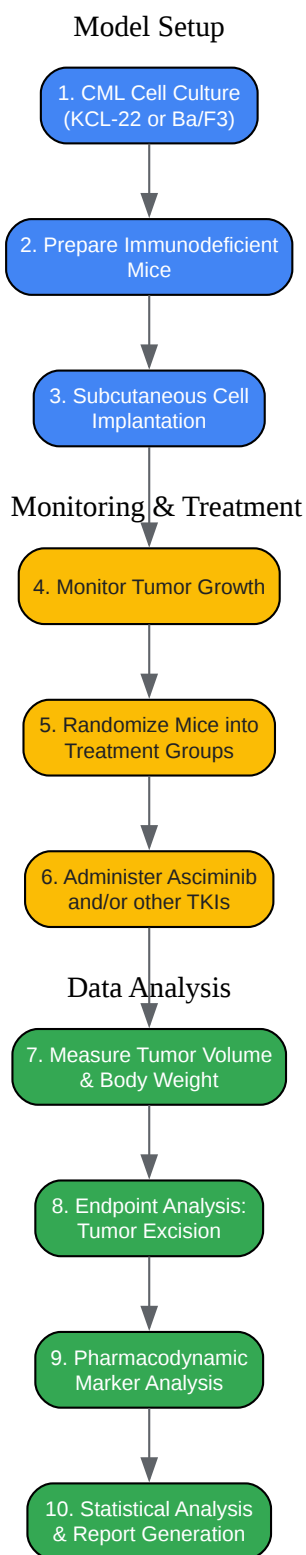 Model Setup
1. CML Cell Culture
(KCL-22 or Ba/F3)
2. Prepare Immunodeficient
Mice
3. Subcutaneous Cell
Implantation
Monitoring & Treatment
4. Monitor Tumor Growth
5. Randomize Mice into
Treatment Groups
6. Administer Asciminib
and/or other TKIs
Data Analysis
7. Measure Tumor Volume
& Body Weight
8. Endpoint Analysis:
Tumor Excision
9. Pharmacodynamic
Marker Analysis
10. Statistical Analysis
& Report Generation